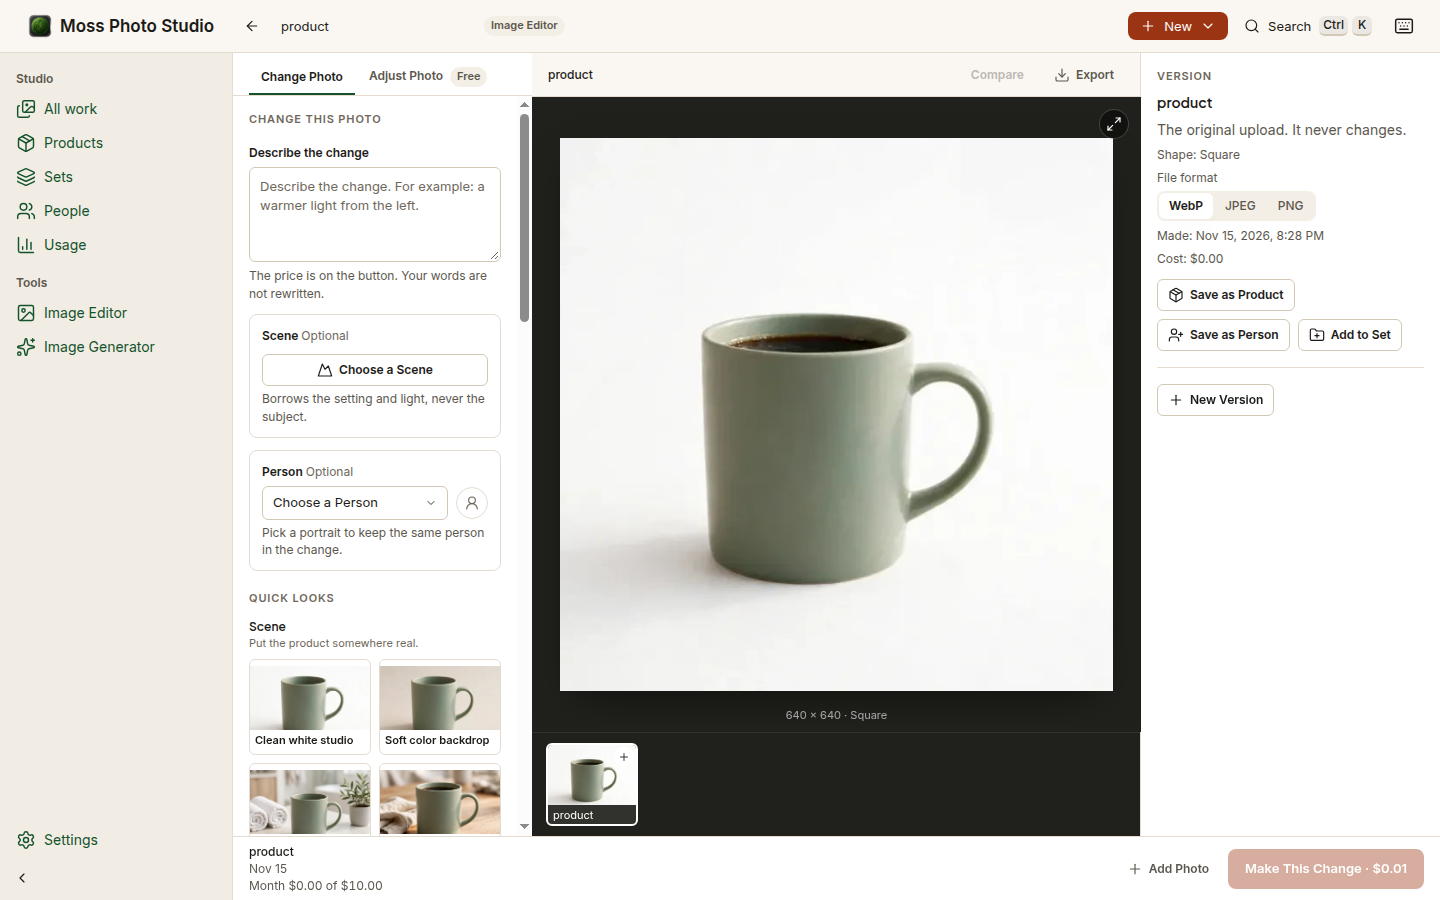 Moss Photo Studio
product
Image Editor
New
Search
Ctrl K
Studio
All work
Products
Sets
People
Usage
Tools
Image Editor
Image Generator
Settings
Change Photo
Adjust Photo Free
CHANGE THIS PHOTO
Describe the change
Describe the change. For example: a
warmer light from the left.
The price is on the button. Your words are
not rewritten.
Scene Optional
Choose a Scene
Borrows the setting and light, never the
subject.
Person Optional
Choose a Person
Pick a portrait to keep the same person
in the change.
QUICK LOOKS
Scene
Put the product somewhere real.
Clean white studio
Soft color backdrop
product
Compare
Export
640 × 640 · Square
product
VERSION
product
The original upload. It never changes.
Shape: Square
File format
WebP JPEG PNG
Made: Nov 15, 2026, 8:28 PM
Cost: $0.00
Save as Product
Save as Person
Add to Set
New Version
product
Nov 15
Month $0.00 of $10.00
Add Photo
Make This Change · $0.01